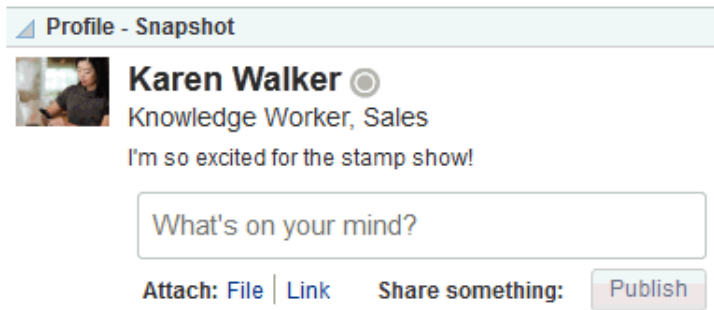 Profile - Snapshot
Karen Walker
Knowledge Worker, Sales
I'm so excited for the stamp show!
What's on your mind?
Attach: File | Link Share something: Publish